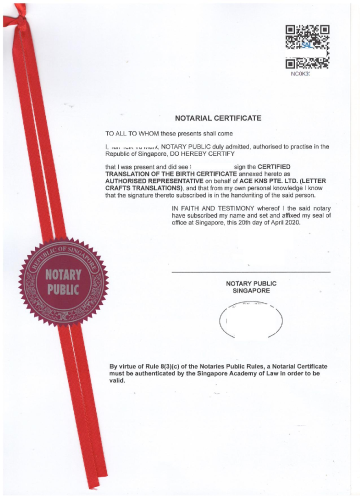 NC0K3
NOTARIAL CERTIFICATE
TO ALL TO WHOM these presents shall come
I, NOTARY PUBLIC duly admitted, authorised to practise in the
Republic of Singapore, DO HEREBY CERTIFY
that I was present and did see sign the CERTIFIED
TRANSLATION OF THE BIRTH CERTIFICATE annexed hereto as
AUTHORISED REPRESENTATIVE on behalf of ACE KNS PTE. LTD. (LETTER
CRAFTS TRANSLATIONS), and that from my own personal knowledge I know
that the signature thereto subscribed is in the handwriting of the said person.
IN FAITH AND TESTIMONY whereof I the said notary
have subscribed my name and set and affixed my seal of
office at Singapore, this 20th day of April 2020.
REPUBLIC OF SINGAPORE
NOTARY
PUBLIC
NOTARY PUBLIC
SINGAPORE
By virtue of Rule 8(3)(c) of the Notaries Public Rules, a Notarial Certificate
must be authenticated by the Singapore Academy of Law in order to be
valid.